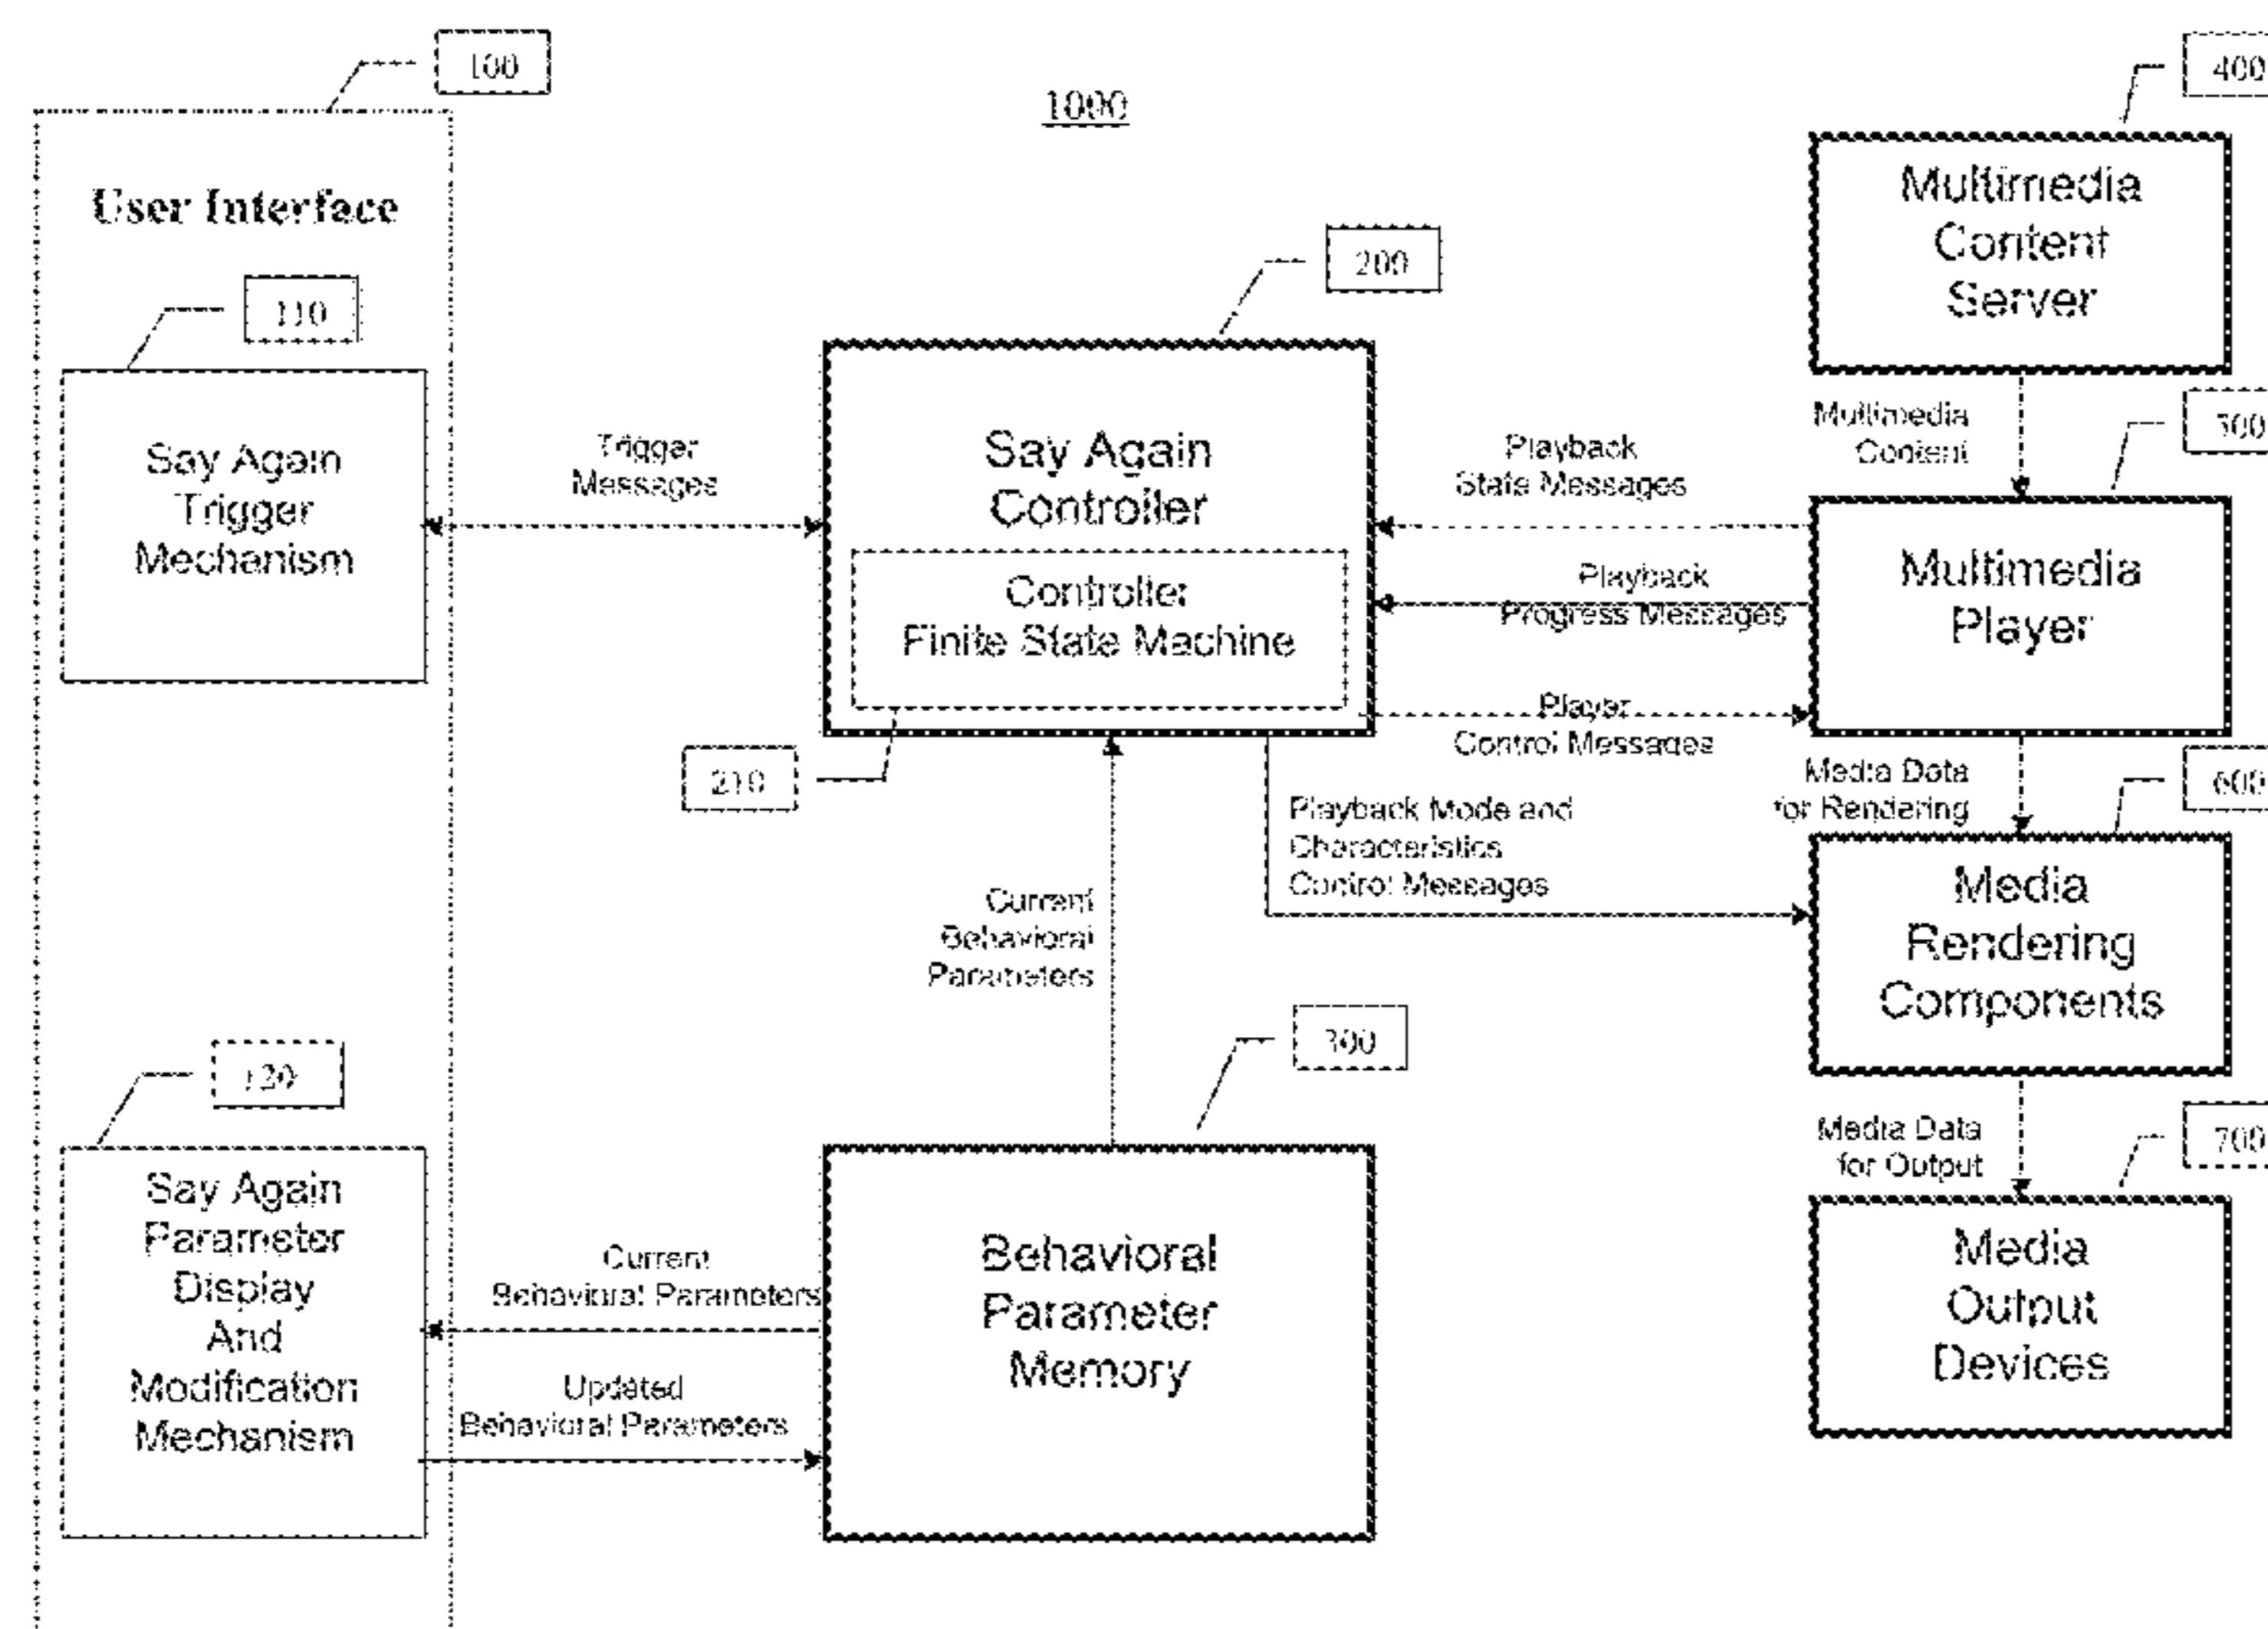 100
1000
400
User Interface
110
Say Again
Trigger
Mechanism
Trigger
Messages
200
Say Again
Controller
Controller
Finite State Machine
210
Playback
State Messages
Playback
Progress Messages
Player
Control Messages
Playback Mode and
Characteristics
Control Messages
Multimedia
Content
Server
Multimedia
Content
Multimedia
Player
Media Data
for Rendering
600
Media
Rendering
Components
Media Data
for Output
700
Media
Output
Devices
Current
Behavioral
Parameters
300
Behavioral
Parameter
Memory
120
Say Again
Parameter
Display
And
Modification
Mechanism
Current
Behavioral Parameters
Updated
Behavioral Parameters